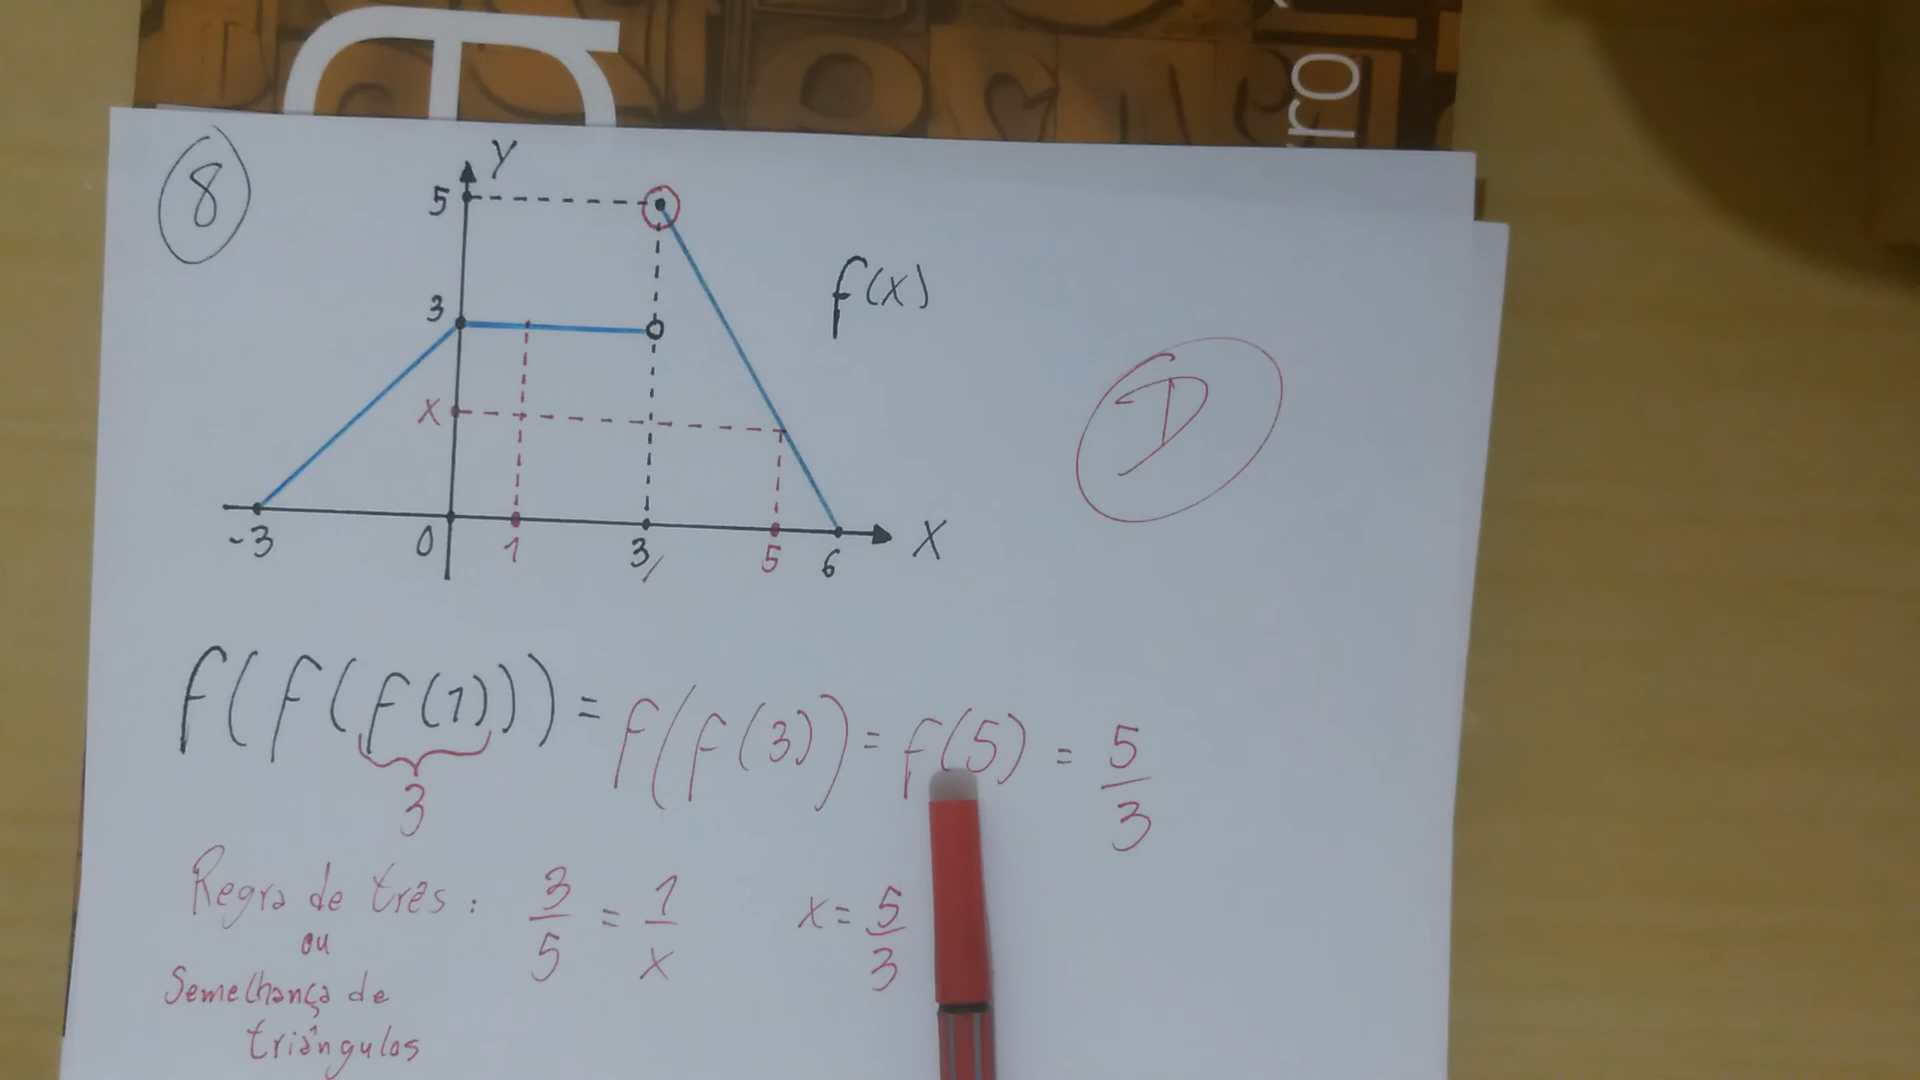 ro
8
Y
5
3
f(x)
x
D
-3 0 1 3 5 6 X
f(f(f(1))) = f(f(3)) = f(5) = 5/3
3
Regra de três: 3/5 = 1/x x = 5/3
ou
Semelhança de
triângulos